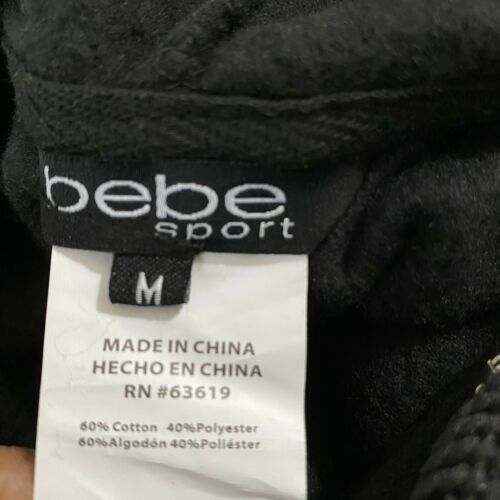 bebe
sport
M
MADE IN CHINA
HECHO EN CHINA
RN #63619
60% Cotton 40%Polyester
60%Algodón 40%Poliéster